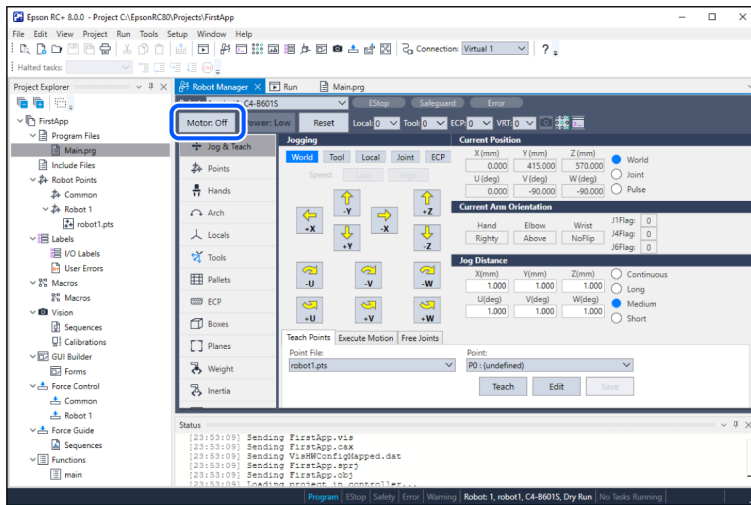 Epson RC+ 8.0.0 - Project C:\EpsonRC80\Projects\FirstApp
File Edit View Project Run Tools Setup Window Help
Connection: Virtual 1 ?
Halted tasks:
Project Explorer
Robot Manager Run Main.prg
C4-B601S EStop Safeguard Error
Motor: Off Power: Low Reset Local: 0 Tool: 0 ECP: 0 VRT: 0
FirstApp
Program Files
Main.prg
Include Files
Robot Points
Common
Robot 1
robot1.pts
Labels
I/O Labels
User Errors
Macros
Macros
Vision
Sequences
Calibrations
GUI Builder
Forms
Force Control
Common
Robot 1
Force Guide
Sequences
Functions
main
Jog & Teach
Points
Hands
Arch
Locals
Tools
Pallets
ECP
Boxes
Planes
Weight
Inertia
Jogging
World Tool Local Joint ECP
Speed: Low High
-Y +Z
+X -X
+Y -Z
-U -V -W
+U +V +W
Current Position
X (mm) Y (mm) Z (mm)
0.000 415.000 570.000
U (deg) V (deg) W (deg)
0.000 -90.000 -90.000
World
Joint
Pulse
Current Arm Orientation
Hand Elbow Wrist
Righty Above NoFlip
J1Flag: 0
J4Flag: 0
J6Flag: 0
Jog Distance
X(mm) Y(mm) Z(mm)
1.000 1.000 1.000
U(deg) V(deg) W(deg)
1.000 1.000 1.000
Continuous
Long
Medium
Short
Teach Points Execute Motion Free Joints
Point File: Point:
robot1.pts P0 : (undefined)
Teach Edit Save
Status
[23:53:09] Sending FirstApp.vis
[23:53:09] Sending FirstApp.cax
[23:53:09] Sending VisHWConfigMapped.dat
[23:53:09] Sending FirstApp.sprj
[23:53:09] Sending FirstApp.obj
[23:53:09] Loading project in controller...
Program EStop Safety Error Warning Robot: 1, robot1, C4-B601S, Dry Run No Tasks Running